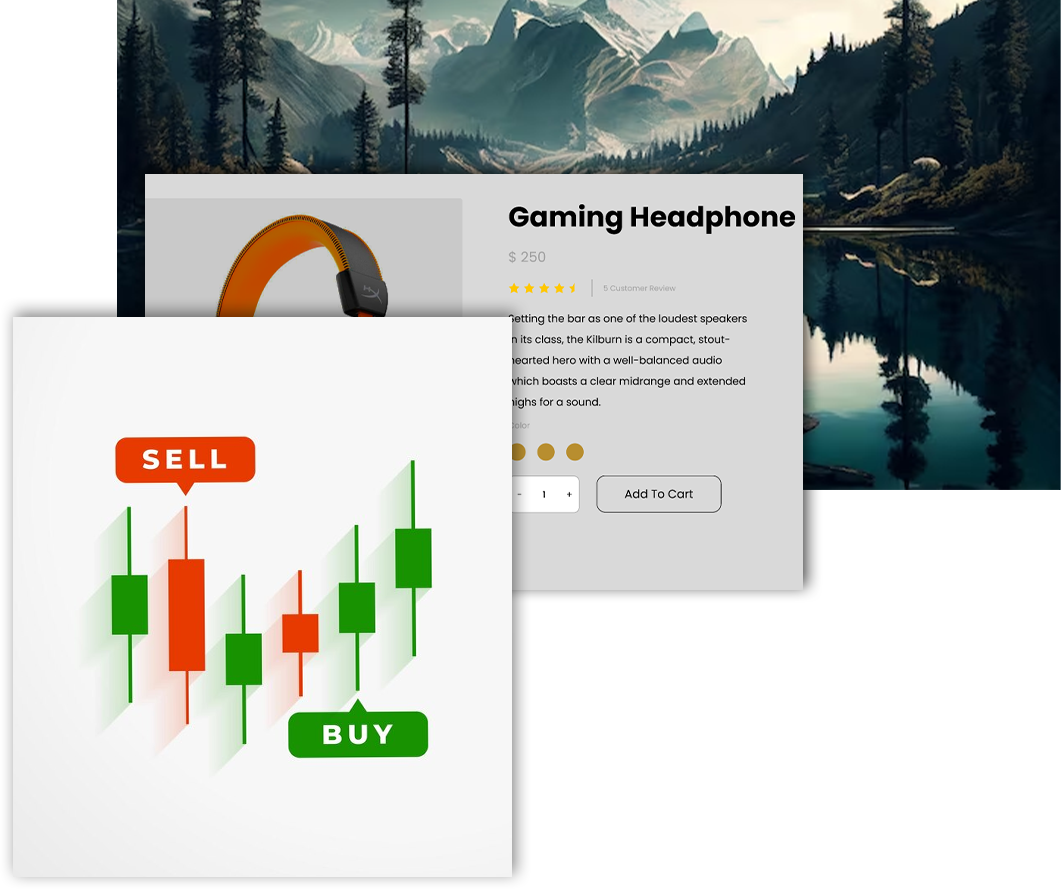 Gaming Headphone
$ 250
5 Customer Review
Setting the bar as one of the loudest speakers
in its class, the Kilburn is a compact, stout-
hearted hero with a well-balanced audio
which boasts a clear midrange and extended
highs for a sound.
Color
- 1 +
Add To Cart
SELL
BUY